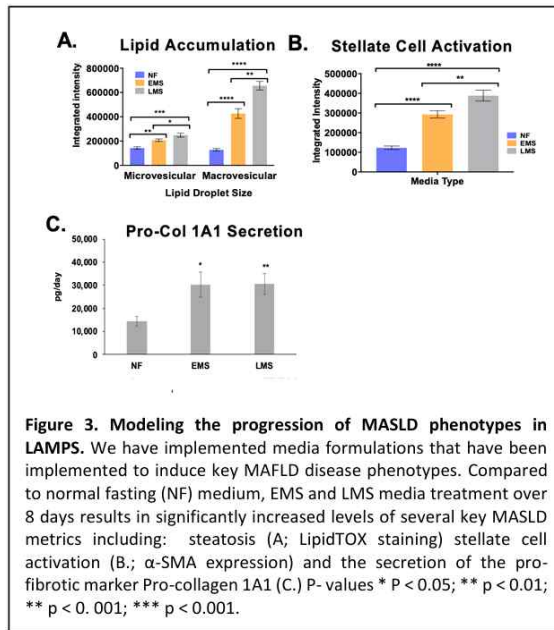 A.
Lipid Accumulation
Integrated Intensity
800000
600000
400000
200000
0
NF
EMS
LMS
***
**
*
****
**
****
Microvesicular
Macrovesicular
Lipid Droplet Size
B.
Stellate Cell Activation
Integrated intensity
500000
400000
300000
200000
100000
0
****
**
****
NF
EMS
LMS
Media Type
C.
Pro-Col 1A1 Secretion
pg/day
50,000
40,000
30,000
20,000
10,000
0
*
**
NF
EMS
LMS
Figure 3. Modeling the progression of MASLD phenotypes in
LAMPS. We have implemented media formulations that have been
implemented to induce key MAFLD disease phenotypes. Compared
to normal fasting (NF) medium, EMS and LMS media treatment over
8 days results in significantly increased levels of several key MASLD
metrics including: steatosis (A; LipidTOX staining) stellate cell
activation (B.; α-SMA expression) and the secretion of the pro-
fibrotic marker Pro-collagen 1A1 (C.) P- values * P < 0.05; ** p < 0.01;
** p < 0. 001; *** p < 0.001.